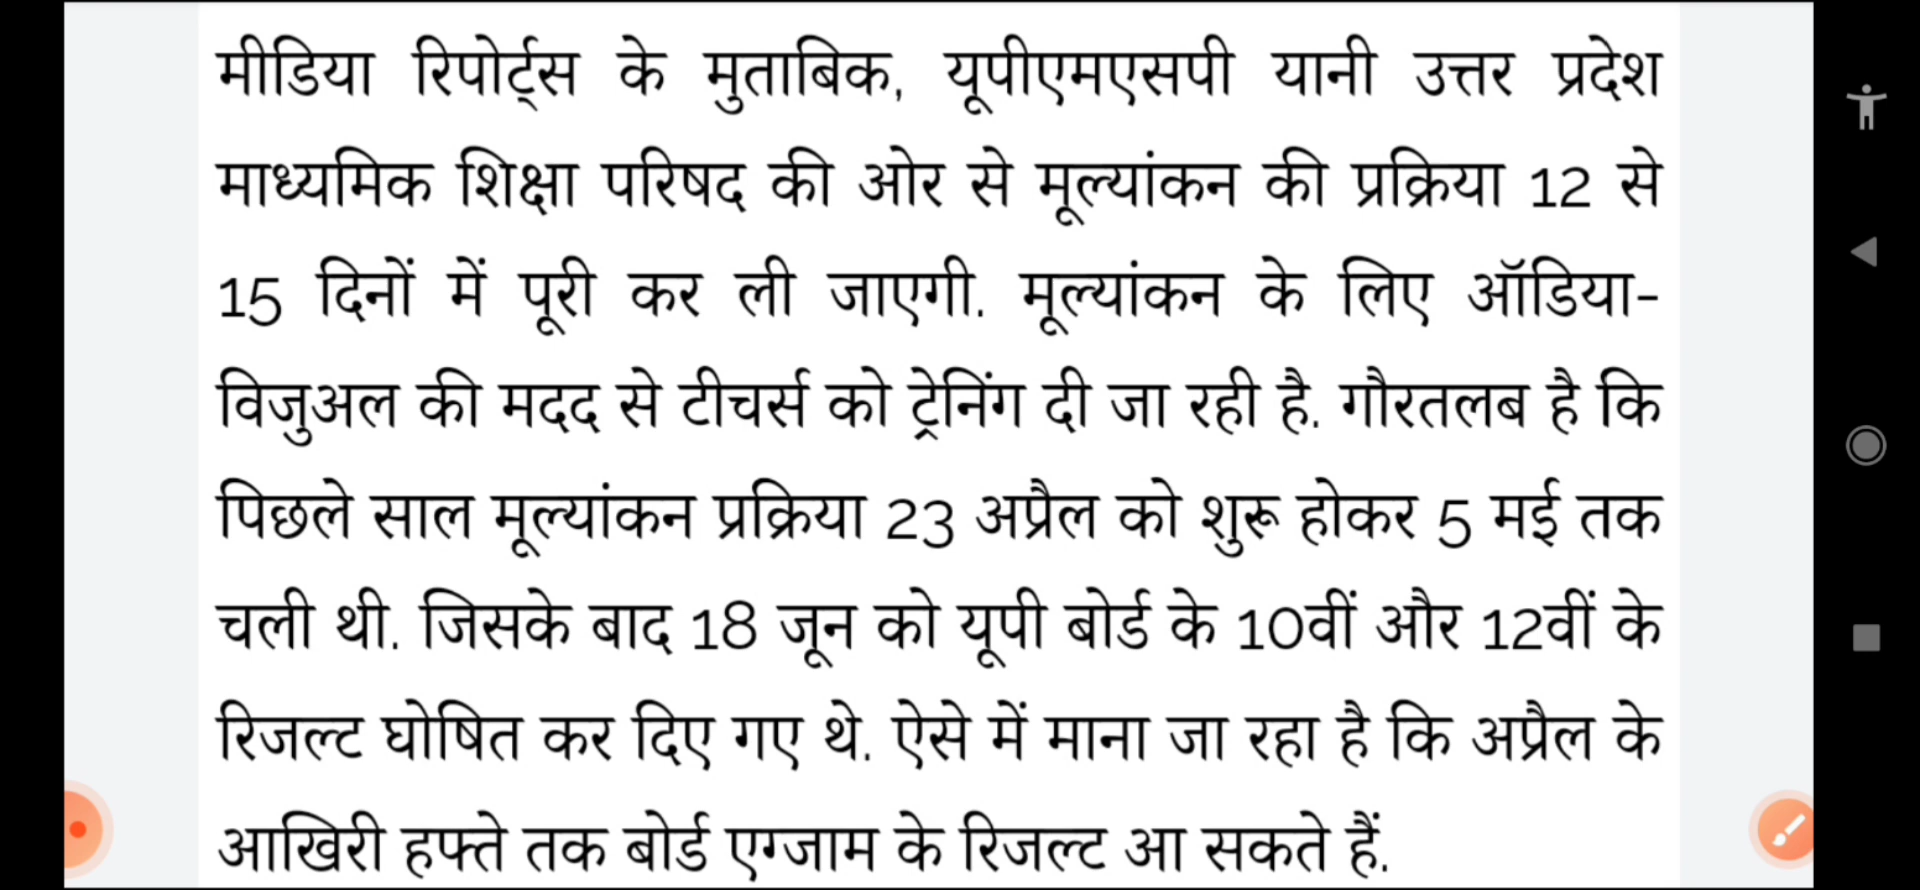 मीडिया रिपोर्ट्स के मुताबिक, यूपीएमएसपी यानी उत्तर प्रदेश
माध्यमिक शिक्षा परिषद की ओर से मूल्यांकन की प्रक्रिया 12 से
15 दिनों में पूरी कर ली जाएगी. मूल्यांकन के लिए ऑडिया-
विजुअल की मदद से टीचर्स को ट्रेनिंग दी जा रही है. गौरतलब है कि
पिछले साल मूल्यांकन प्रक्रिया 23 अप्रैल को शुरू होकर 5 मई तक
चली थी. जिसके बाद 18 जून को यूपी बोर्ड के 10वीं और 12वीं के
रिजल्ट घोषित कर दिए गए थे. ऐसे में माना जा रहा है कि अप्रैल के
आखिरी हफ्ते तक बोर्ड एग्जाम के रिजल्ट आ सकते हैं.